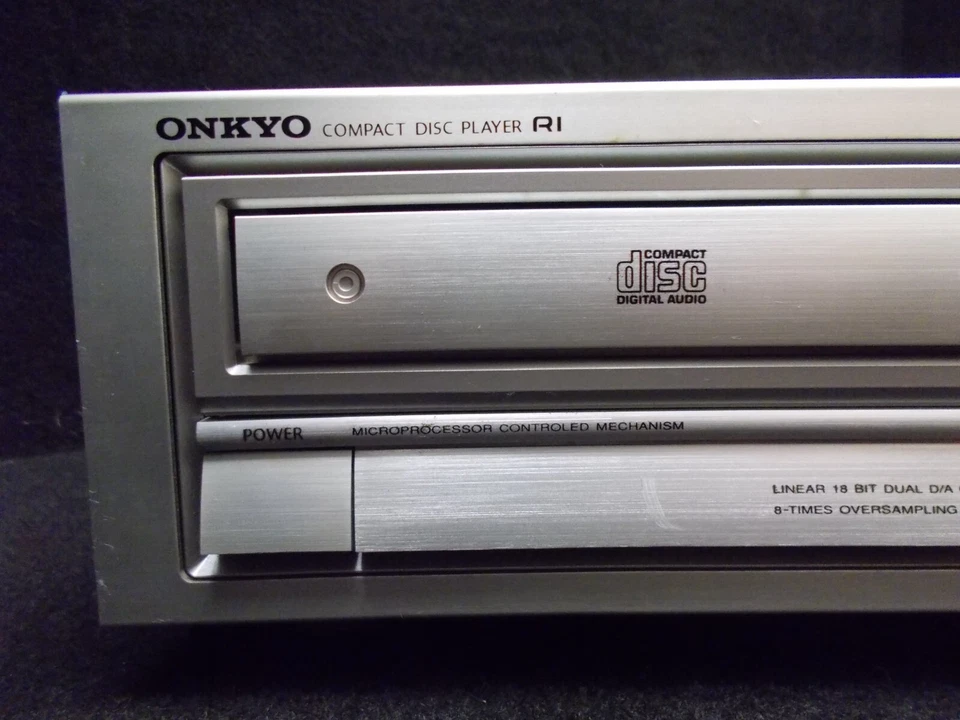 ONKYO COMPACT DISC PLAYER RI
COMPACT
disc
DIGITAL AUDIO
POWER MICROPROCESSOR CONTROLED MECHANISM
LINEAR 18 BIT DUAL D/A
8-TIMES OVERSAMPLING